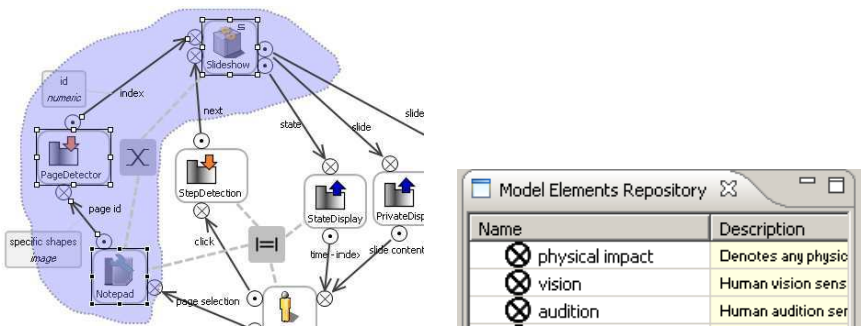 S
Slideshow
id
numeric
index
next
state
slide
slide
PageDetector
StepDetection
StateDisplay
PrivateDisp
page id
specific shapes
image
click
time - index
slide content
Notepad
page selection
Model Elements Repository
Name Description
physical impact Denotes any physic
vision Human vision sens
audition Human audition ser